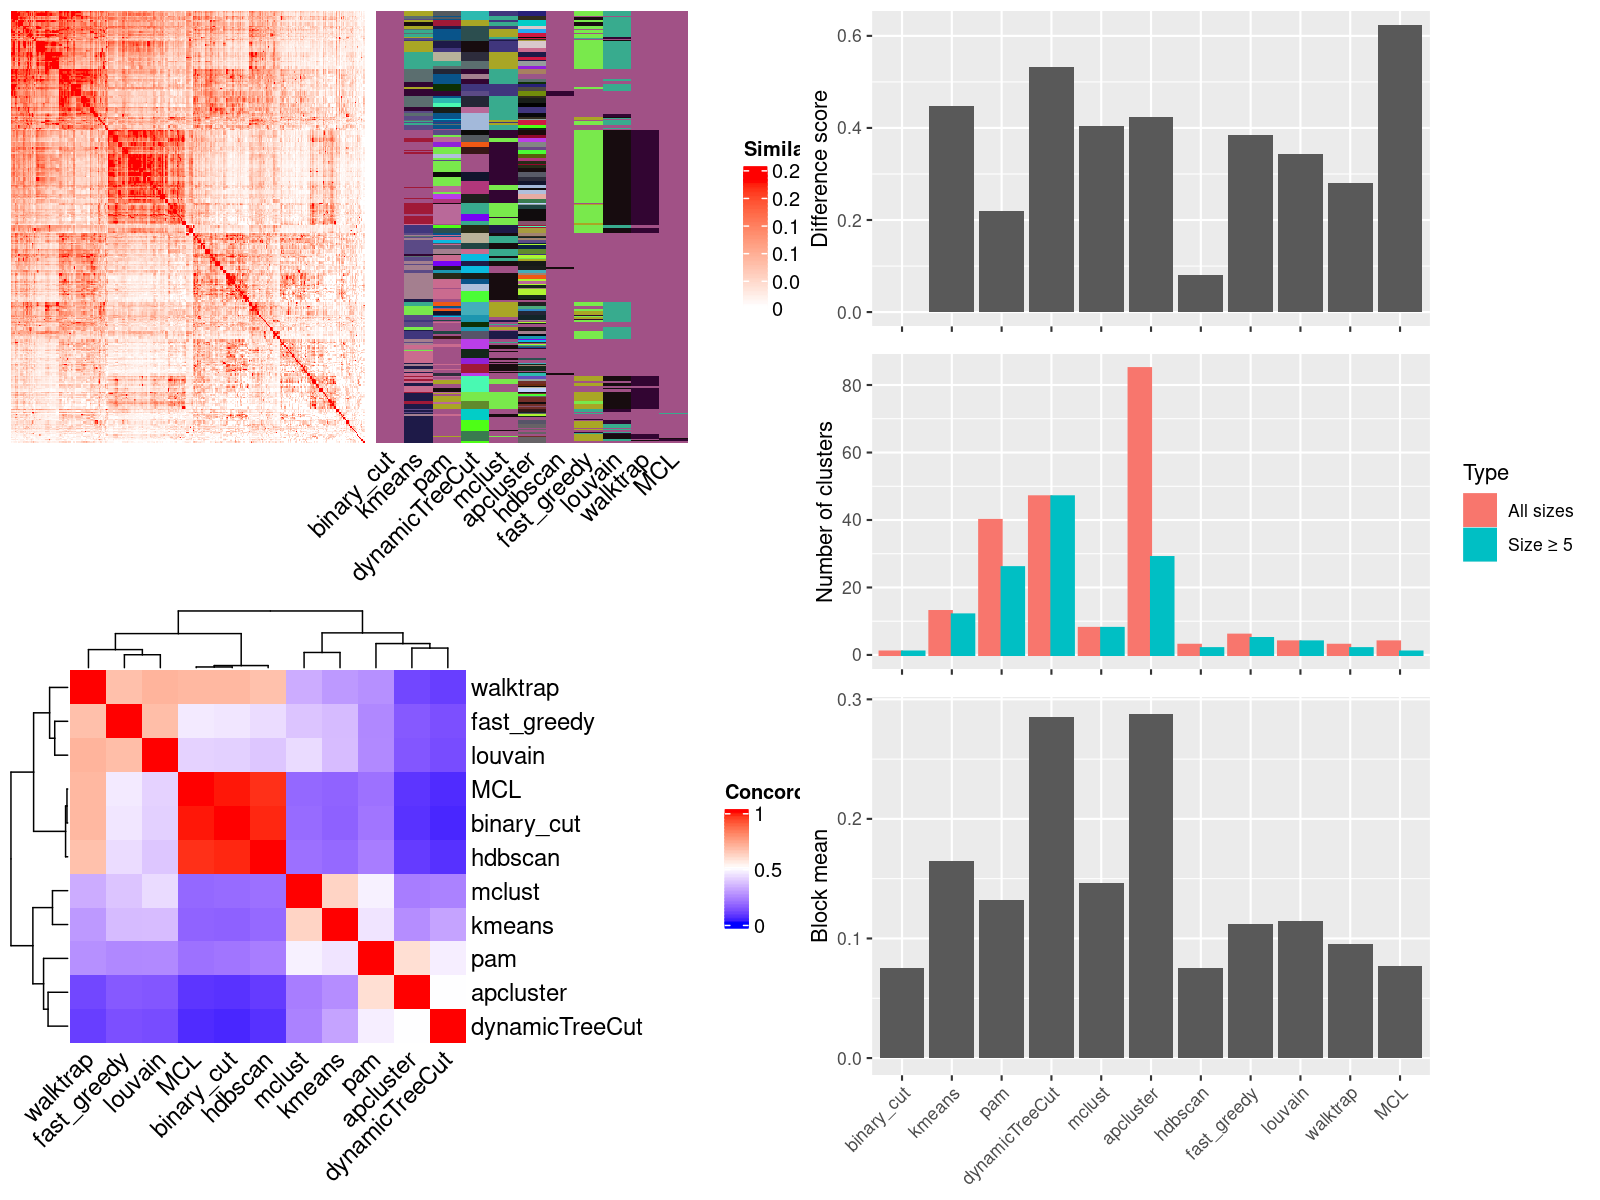 Simila
0.2
0.2
0.1
0.1
0.0
0
binary_cut
kmeans
pam
dynamicTreeCut
mclust
apcluster
hdbscan
fast_greedy
louvain
walktrap
MCL
walktrap
fast_greedy
louvain
MCL
binary_cut
hdbscan
mclust
kmeans
pam
apcluster
dynamicTreeCut
walktrap
fast_greedy
louvain
MCL
binary_cut
hdbscan
mclust
kmeans
pam
apcluster
dynamicTreeCut
Concord
1
0.5
0
Difference score
0.6
0.4
0.2
0.0
Number of clusters
80
60
40
20
0
Type
All sizes
Size ≥ 5
Block mean
0.3
0.2
0.1
0.0
binary_cut
kmeans
pam
dynamicTreeCut
mclust
apcluster
hdbscan
fast_greedy
louvain
walktrap
MCL